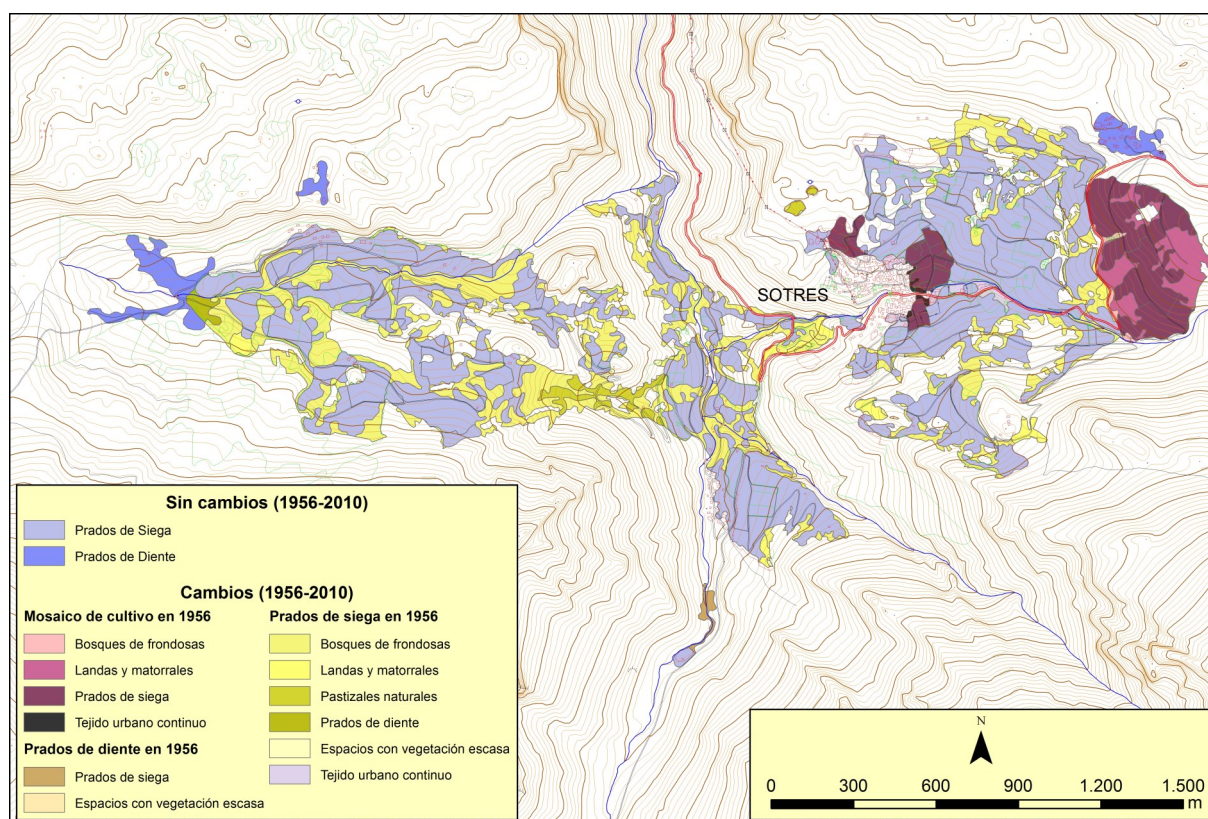 SOTRES
Sin cambios (1956-2010)
Prados de Siega
Prados de Diente
Cambios (1956-2010)
Mosaico de cultivo en 1956
Bosques de frondosas
Landas y matorrales
Prados de siega
Tejido urbano continuo
Prados de diente en 1956
Prados de siega
Espacios con vegetación escasa
Prados de siega en 1956
Bosques de frondosas
Landas y matorrales
Pastizales naturales
Prados de diente
Espacios con vegetación escasa
Tejido urbano continuo
N
0 300 600 900 1.200 1.500
m